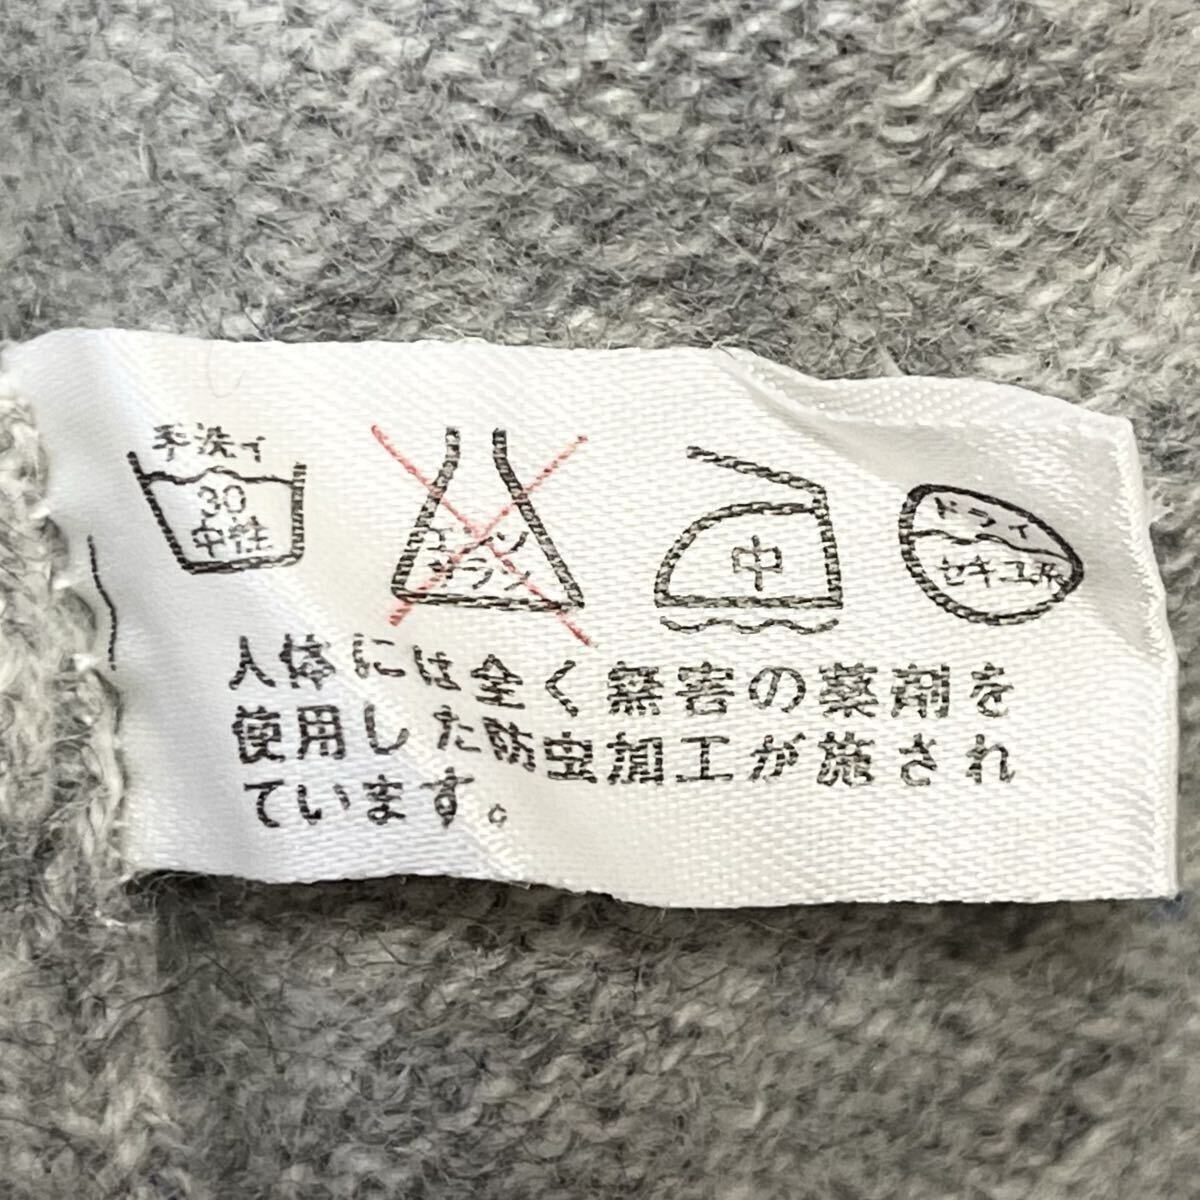 手洗イ
30
中性
エンソ
サラシ
中
ドライ
セキユ系
人体には全く無害の薬剤を
使用した防虫加工が施され
ています。